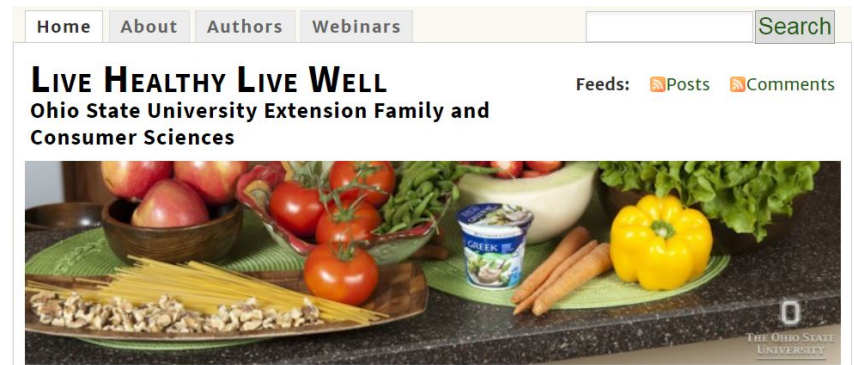 Home About Authors Webinars Search
LIVE HEALTHY LIVE WELL
Feeds: Posts Comments
Ohio State University Extension Family and
Consumer Sciences
GREEK
O
THE OHIO STATE
UNIVERSITY